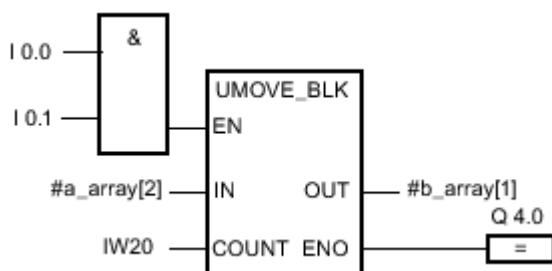 &
I 0.0
UMOVE_BLK
I 0.1
EN
#a_array[2] IN OUT #b_array[1]
Q 4.0
IW20 COUNT ENO =